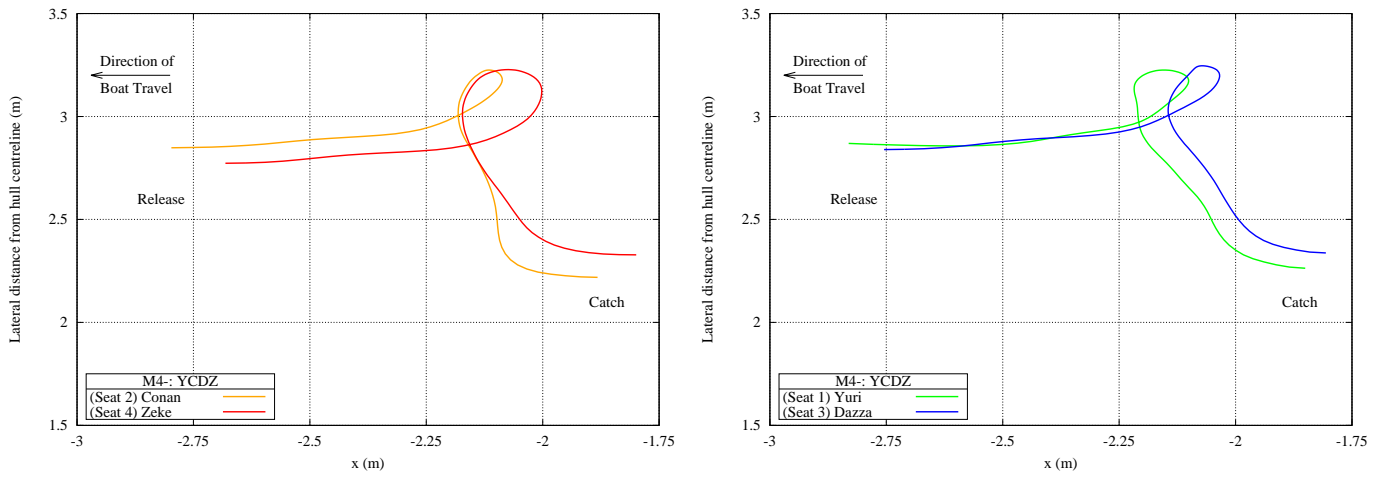 3.5
3
2.5
2
1.5
Lateral distance from hull centreline (m)
Direction of
Boat Travel
Release
Catch
M4-: YCDZ
(Seat 2) Conan
(Seat 4) Zeke
-3
-2.75
-2.5
-2.25
-2
-1.75
x (m)
3.5
3
2.5
2
1.5
Lateral distance from hull centreline (m)
Direction of
Boat Travel
Release
Catch
M4-: YCDZ
(Seat 1) Yuri
(Seat 3) Dazza
-3
-2.75
-2.5
-2.25
-2
-1.75
x (m)